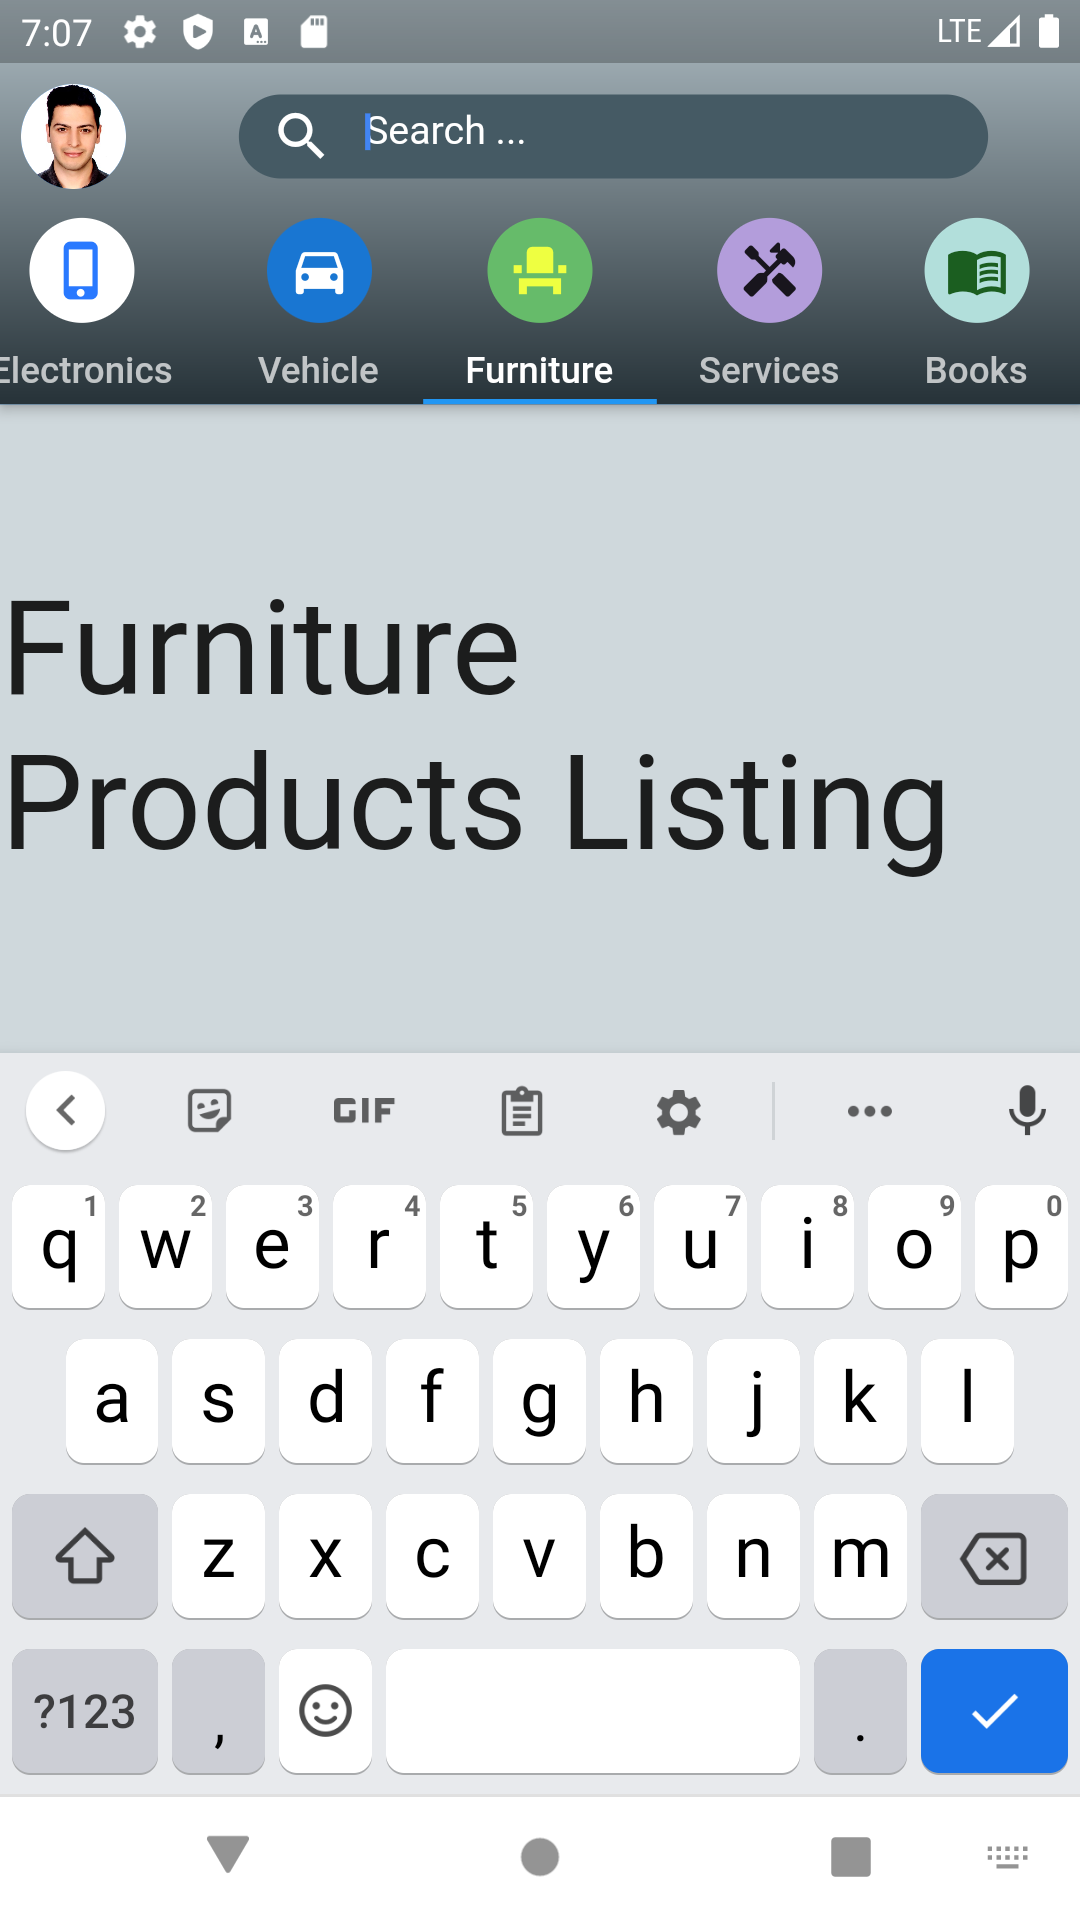 7:07 A LTE
Search ...
Electronics Vehicle Furniture Services Books
Furniture
Products Listing
GIF
1 2 3 4 5 6 7 8 9 0
q w e r t y u i o p
a s d f g h j k l
z x c v b n m
?123 , .